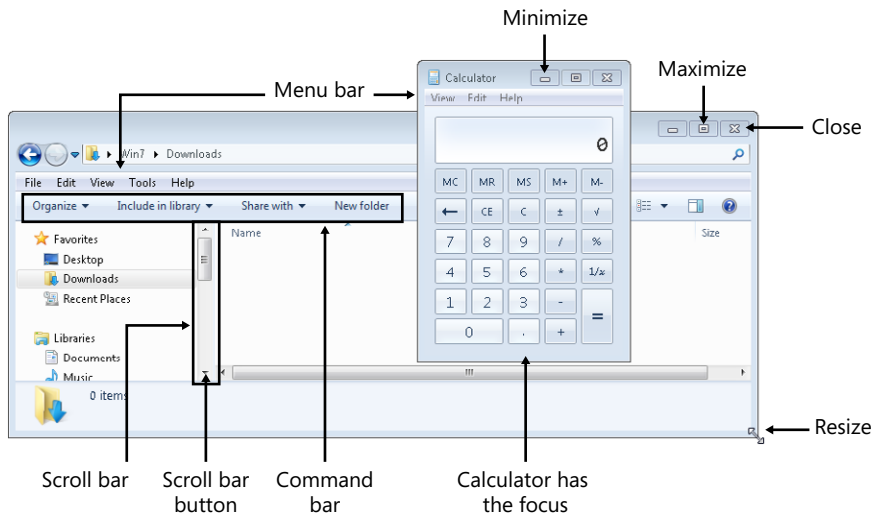 Minimize
Maximize
Menu bar
Close
Calculator
View Edit Help
0
Win7 Downloads
File Edit View Tools Help
Organize Include in library Share with New folder
MC MR MS M+ M-
← CE C ± √
7 8 9 / %
4 5 6 * 1/x
1 2 3 - =
0 . +
Name
Size
Favorites
Desktop
Downloads
Recent Places
Libraries
Documents
Music
0 items
Resize
Scroll bar
Scroll bar
button
Command
bar
Calculator has
the focus